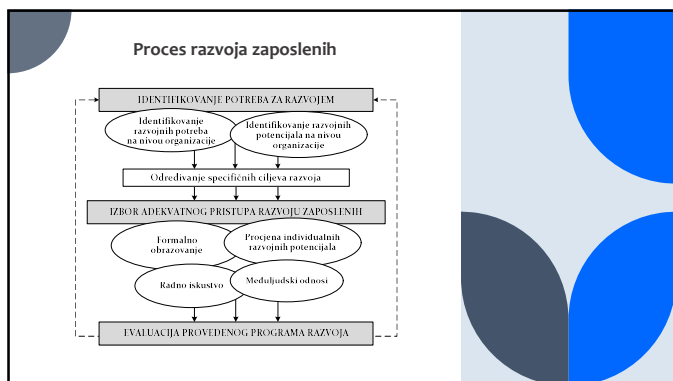 Proces razvoja zaposlenih
IDENTIFIKOVANJE POTREBA ZA RAZVOJEM
Identifikovanje
razvojnih potreba
na nivou organizacije
Identifikovanje razvojnih
potencijala na nivou
organizacije
Određivanje specifičnih ciljeva razvoja
IZBOR ADEKVATNOG PRISTUPA RAZVOJU ZAPOSLENIH
Formalno
obrazovanje
Procjena individualnih
razvojnih potencijala
Radno iskustvo
Međuljudski odnosi
EVALUACIJA PROVEDENOG PROGRAMA RAZVOJA